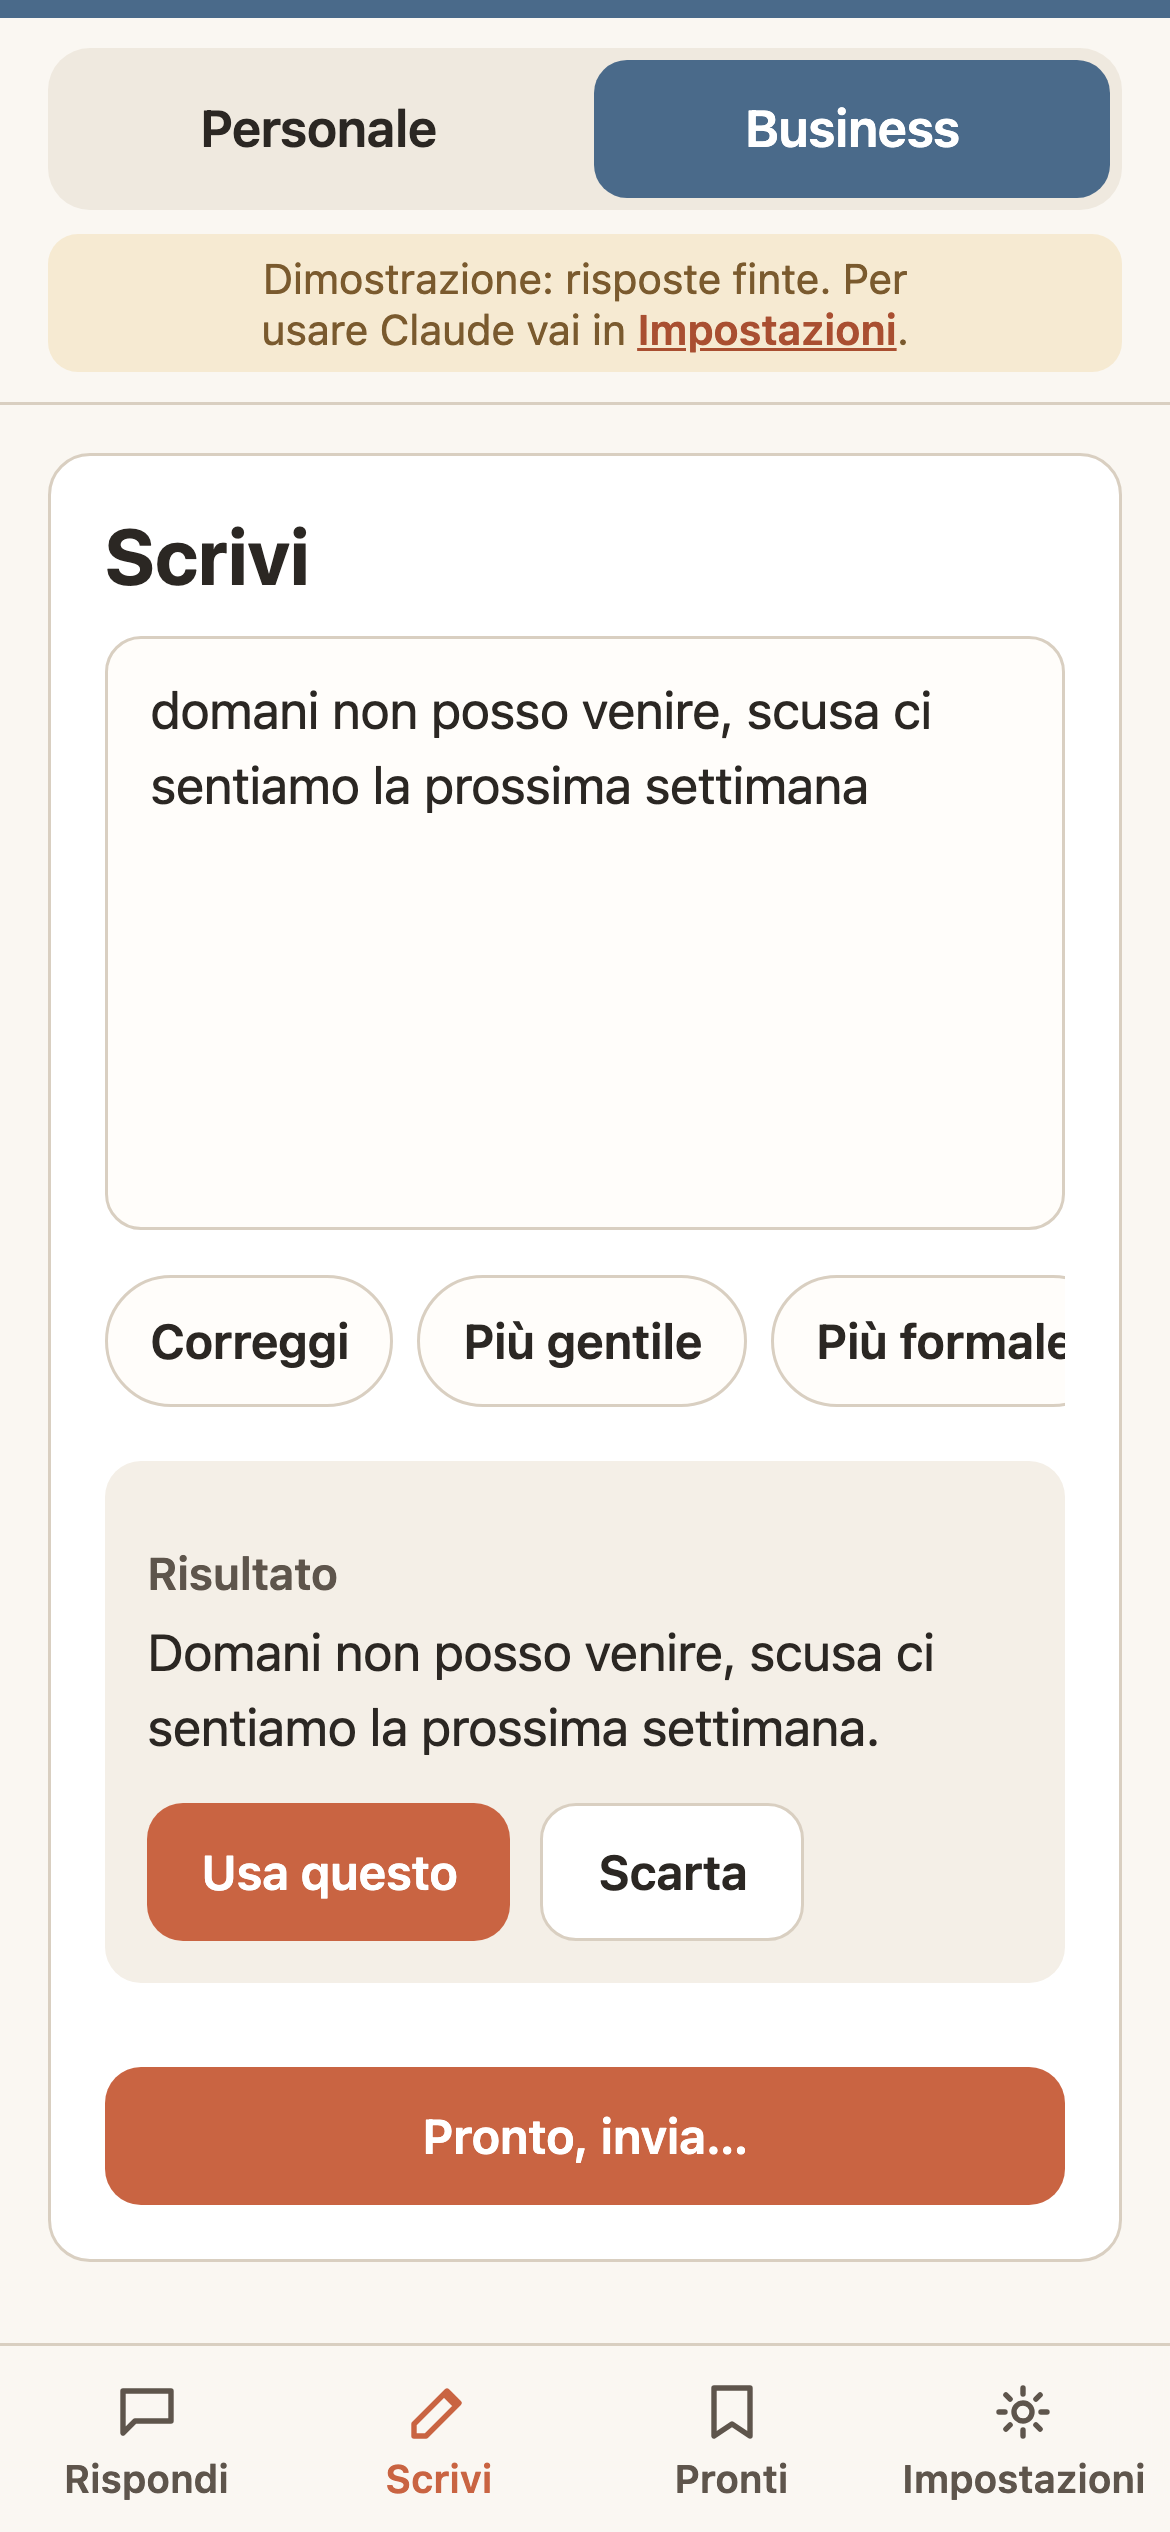 Personale
Business
Dimostrazione: risposte finte. Per
usare Claude vai in Impostazioni.
Scrivi
domani non posso venire, scusa ci
sentiamo la prossima settimana
Correggi
Più gentile
Più formale
Risultato
Domani non posso venire, scusa ci
sentiamo la prossima settimana.
Usa questo
Scarta
Pronto, invia...
Rispondi
Scrivi
Pronti
Impostazioni